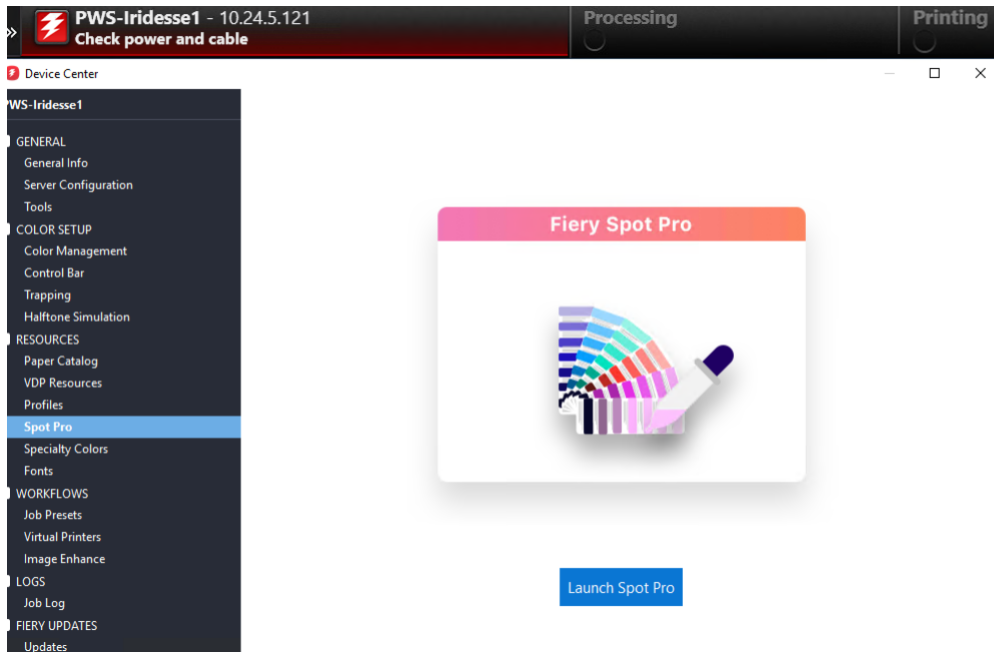 »
PWS-Iridesse1 - 10.24.5.121
Check power and cable
Processing
Printing
Device Center
PWS-Iridesse1
GENERAL
General Info
Server Configuration
Tools
COLOR SETUP
Color Management
Control Bar
Trapping
Halftone Simulation
RESOURCES
Paper Catalog
VDP Resources
Profiles
Spot Pro
Specialty Colors
Fonts
WORKFLOWS
Job Presets
Virtual Printers
Image Enhance
LOGS
Job Log
FIERY UPDATES
Updates
Fiery Spot Pro
Launch Spot Pro